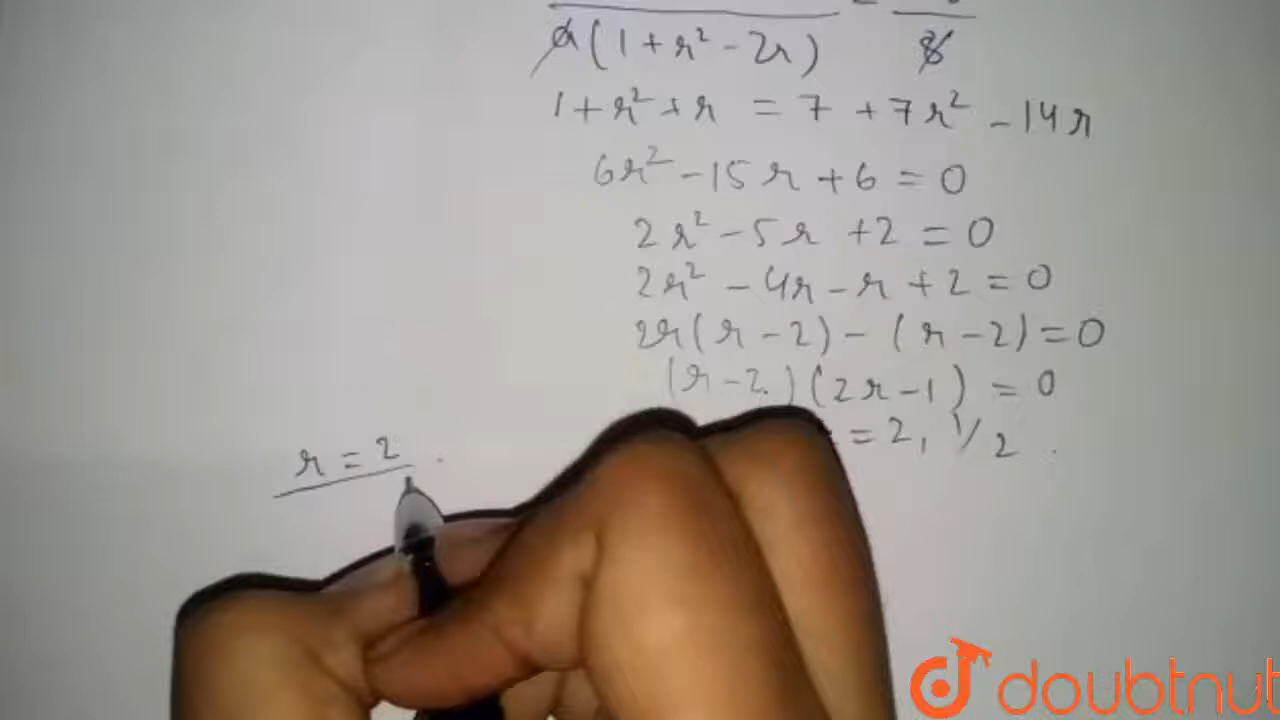 a(1+r²-2r) 8
1+r²+r = 7+7r²-14r
6r²-15r+6=0
2r²-5r+2=0
2r²-4r-r+2=0
2r(r-2)-(r-2)=0
(r-2)(2r-1)=0
=2, 1/2.
r=2.
doubtnut